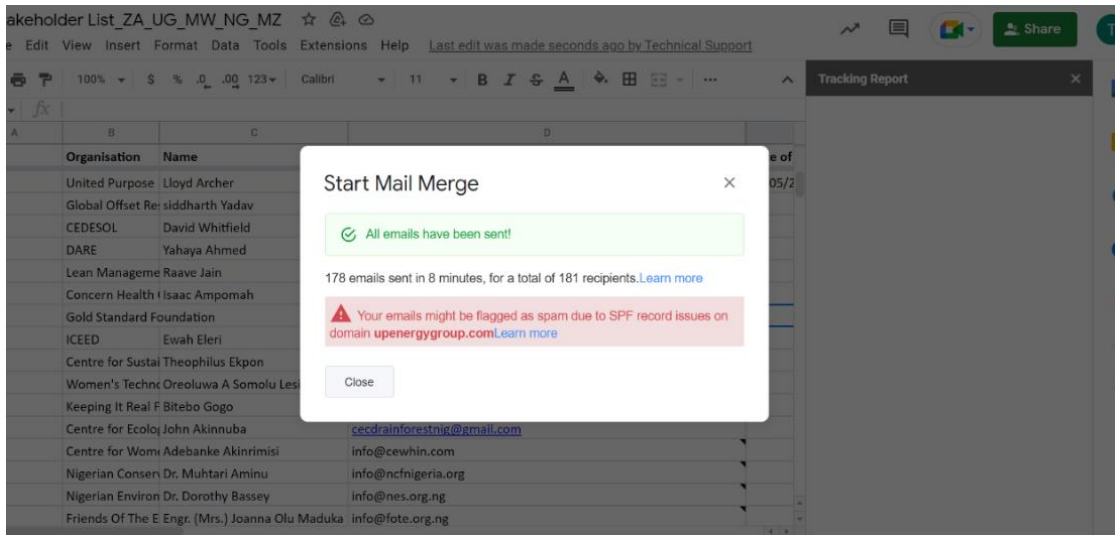 akeholder List_ZA_UG_MW_NG_MZ
e Edit View Insert Format Data Tools Extensions Help Last edit was made seconds ago by Technical Support
Share
T
100% $ % .0 .00 123 Calibri 11 B I S A
Tracking Report
fx
A B C D
Organisation Name e of
United Purpose Lloyd Archer 05/2
Global Offset Re siddharth Yadav
CEDESOL David Whitfield
DARE Yahaya Ahmed
Lean Manageme Raave Jain
Concern Health Isaac Ampomah
Gold Standard Foundation
ICEED Ewah Eleri
Centre for Sustai Theophilus Ekpon
Women's Techno Oreoluwa A Somolu Lesi
Keeping It Real F Bitebo Gogo
Centre for Ecolog John Akinnuba cecdrainforestnig@gmail.com
Centre for Wom Adebanke Akinrimisi info@cewhin.com
Nigerian Conserv Dr. Muhtari Aminu info@ncfnigeria.org
Nigerian Environ Dr. Dorothy Bassey info@nes.org.ng
Friends Of The E Engr. (Mrs.) Joanna Olu Maduka info@fote.org.ng
Start Mail Merge
All emails have been sent!
178 emails sent in 8 minutes, for a total of 181 recipients.Learn more
Your emails might be flagged as spam due to SPF record issues on
domain upenergygroup.comLearn more
Close